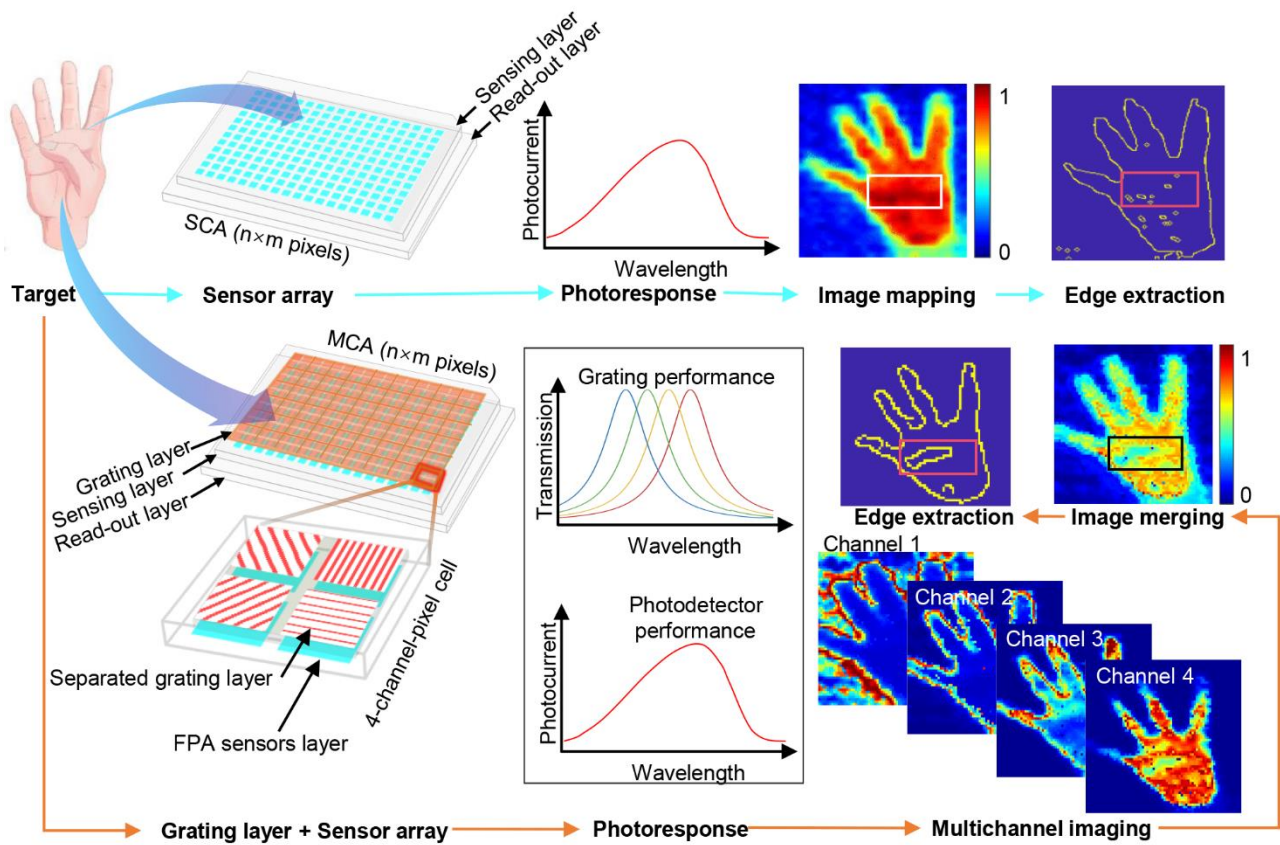 Sensing layer
Read-out layer
SCA (n×m pixels)
Photocurrent
Wavelength
1
0
Target
Sensor array
Photoresponse
Image mapping
Edge extraction
MCA (n×m pixels)
Grating layer
Sensing layer
Read-out layer
4-channel-pixel cell
Separated grating layer
FPA sensors layer
Grating performance
Transmission
Wavelength
Photodetector
performance
Photocurrent
Wavelength
1
0
Edge extraction
Image merging
Channel 1
Channel 2
Channel 3
Channel 4
Grating layer + Sensor array
Photoresponse
Multichannel imaging